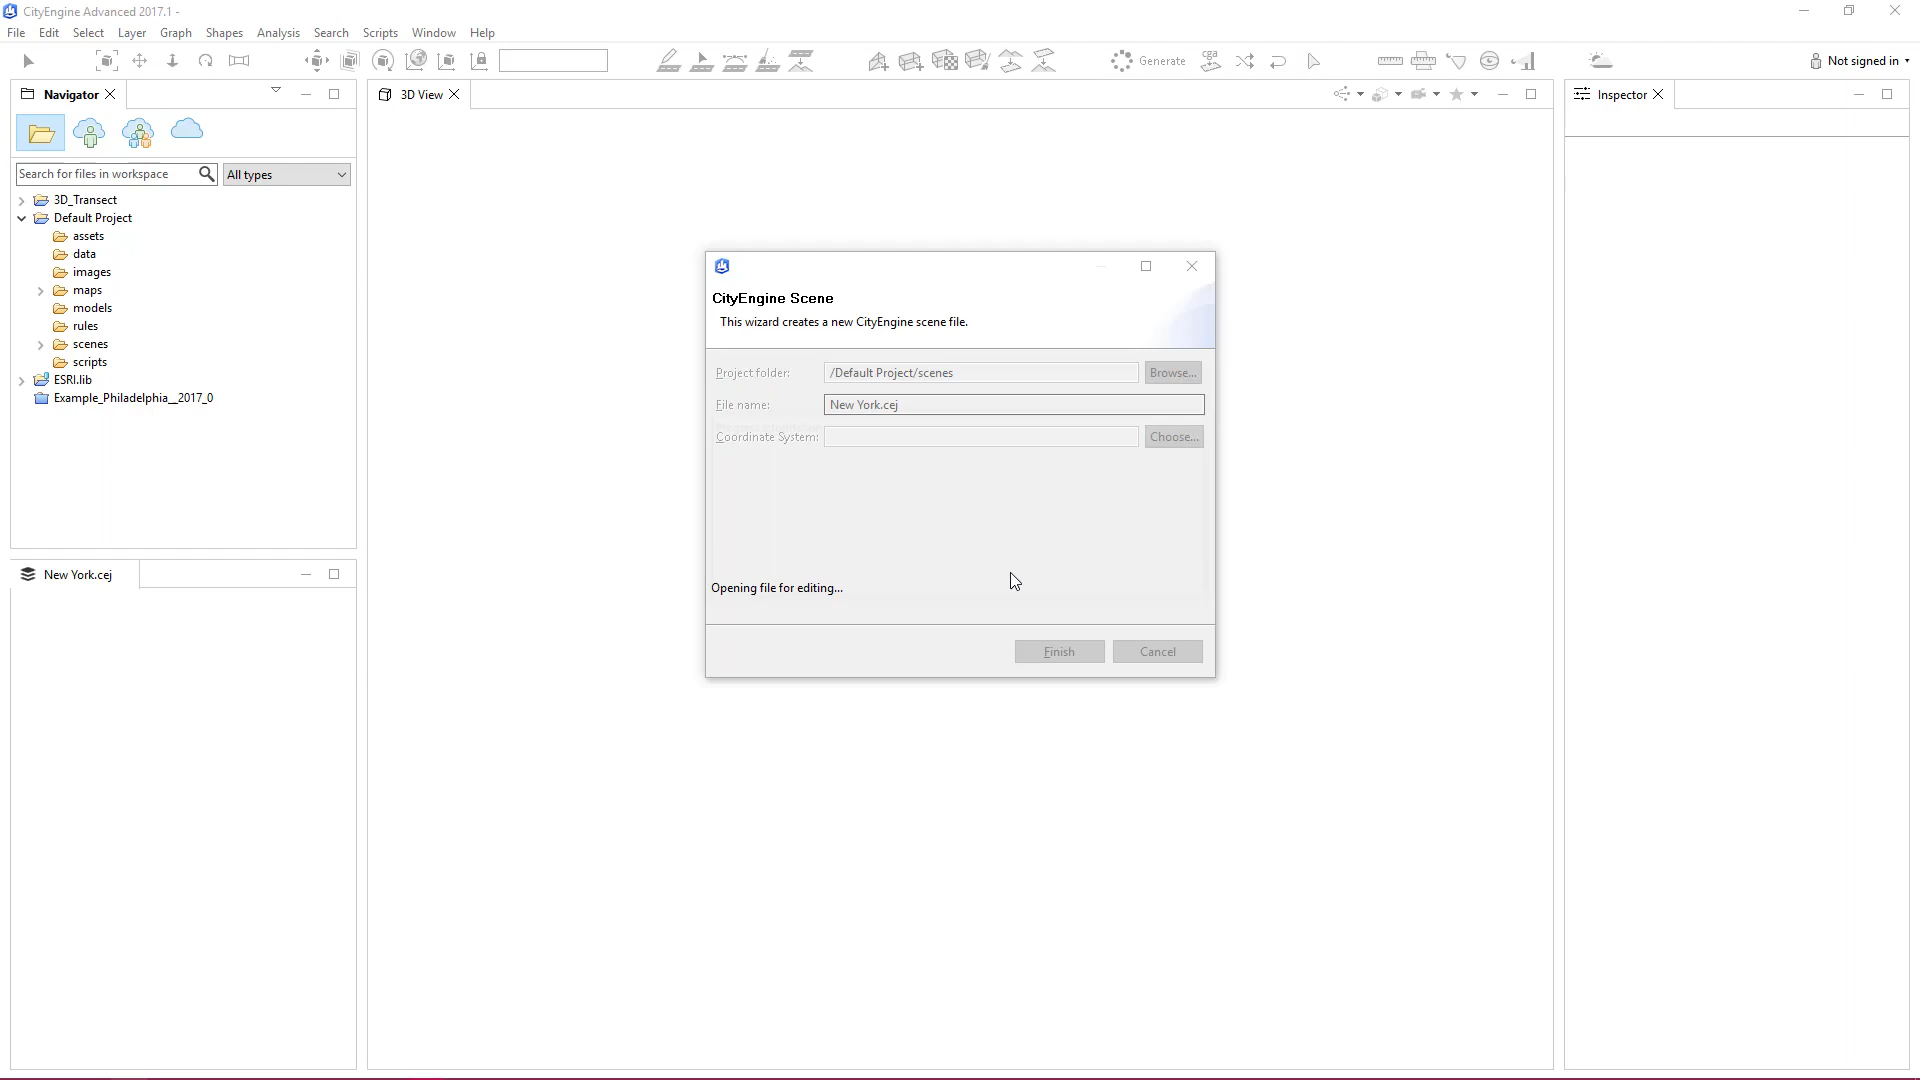 CityEngine Advanced 2017.1 -
File Edit Select Layer Graph Shapes Analysis Search Scripts Window Help
cga
Generate
Not signed in
Navigator
3D View
Inspector
Search for files in workspace
All types
3D_Transect
Default Project
assets
data
images
maps
models
rules
scenes
scripts
ESRI.lib
Example_Philadelphia__2017_0
New York.cej
CityEngine Scene
This wizard creates a new CityEngine scene file.
Project folder: /Default Project/scenes Browse...
File name: New York.cej
Coordinate System: Choose...
Opening file for editing...
Finish Cancel